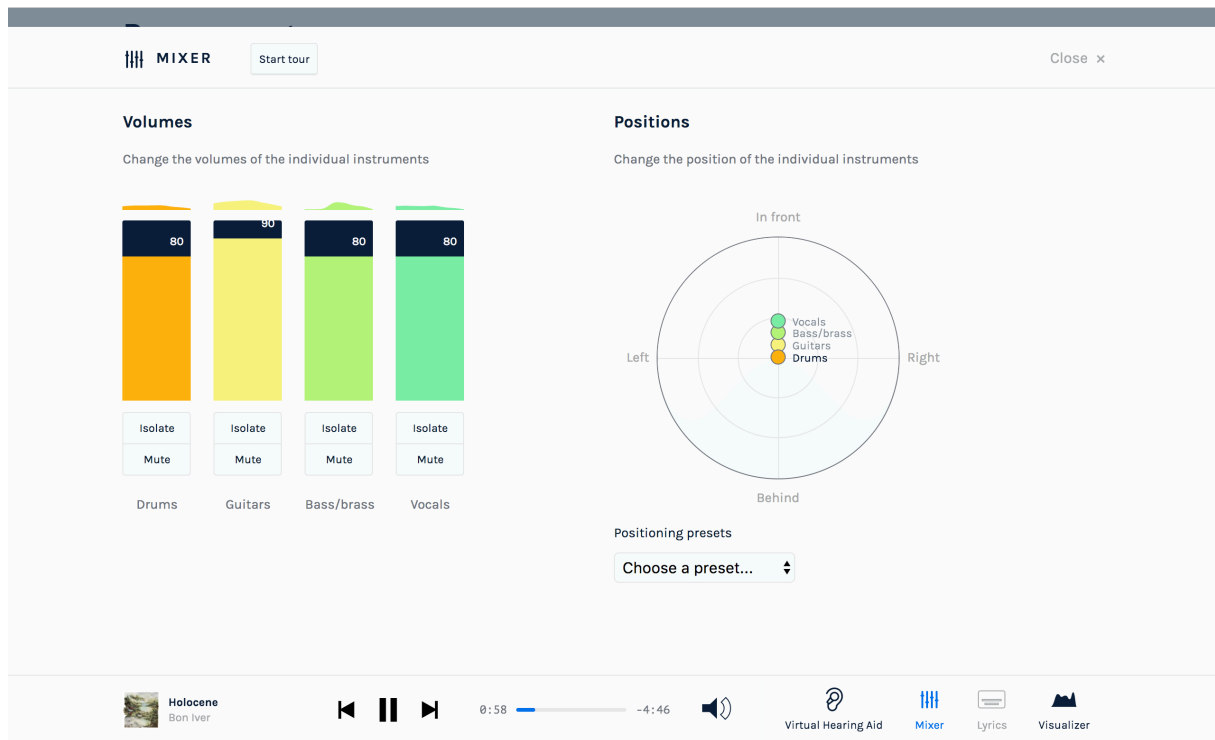 MIXER
Start tour
Close ×
Volumes
Change the volumes of the individual instruments
80
90
80
80
Isolate
Isolate
Isolate
Isolate
Mute
Mute
Mute
Mute
Drums
Guitars
Bass/brass
Vocals
Positions
Change the position of the individual instruments
In front
Vocals
Bass/brass
Guitars
Drums
Left
Right
Behind
Positioning presets
Choose a preset...
Holocene
Bon Iver
0:58
-4:46
Virtual Hearing Aid
Mixer
Lyrics
Visualizer